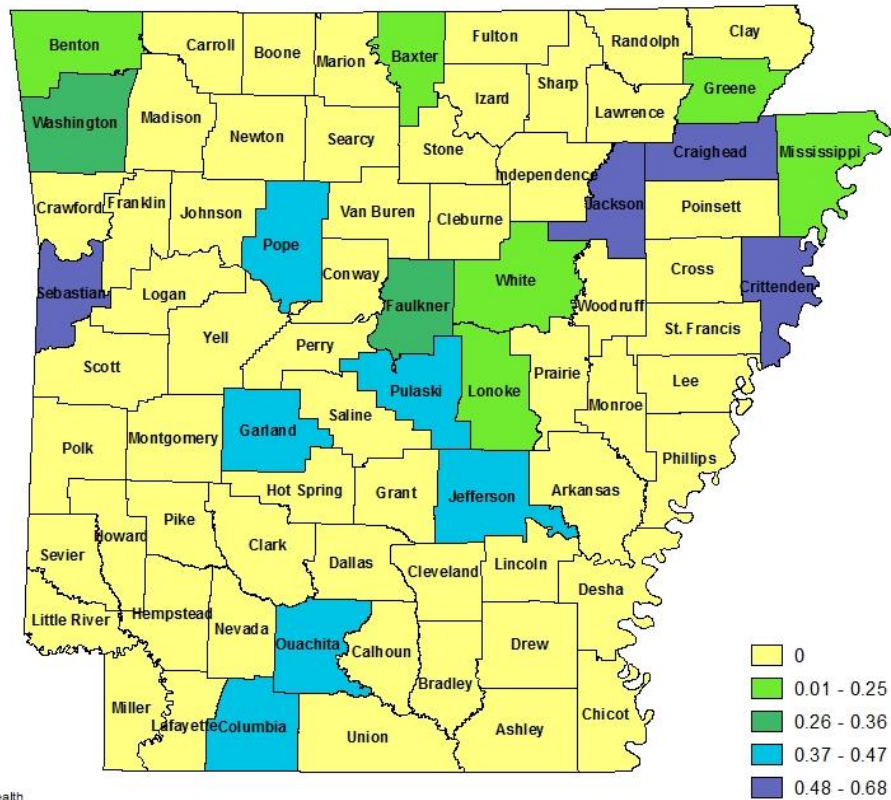 Benton
Carroll
Boone
Marion
Baxter
Fulton
Randolph
Clay
Washington
Madison
Newton
Searcy
Stone
Izard
Sharp
Lawrence
Greene
Craighead
Mississippi
Independence
Jackson
Poinsett
Crawford
Franklin
Johnson
Pope
Van Buren
Cleburne
Conway
Faulkner
White
Woodruff
Cross
Crittenden
Sebastian
Logan
Yell
Perry
St. Francis
Scott
Pulaski
Lonoke
Prairie
Lee
Monroe
Polk
Montgomery
Garland
Saline
Phillips
Hot Spring
Grant
Jefferson
Arkansas
Pike
Howard
Sevier
Clark
Dallas
Cleveland
Lincoln
Desha
Little River
Hempstead
Nevada
Ouachita
Calhoun
Bradley
Drew
Miller
Lafayette
Columbia
Union
Ashley
Chicot
0
0.01 - 0.25
0.26 - 0.36
0.37 - 0.47
0.48 - 0.68